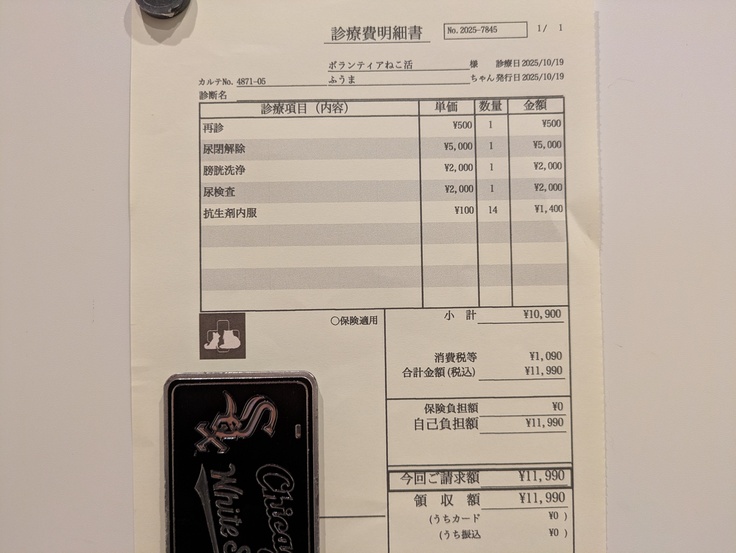 診療費明細書 No.2025-7845 1/ 1
ボランティアねこ活 様 診療日 2025/10/19
カルテNo. 4871-05 ふうま ちゃん 発行日 2025/10/19
診断名
診療項目（内容） 単価 数量 金額
再診 ¥500 1 ¥500
尿閉解除 ¥5,000 1 ¥5,000
膀胱洗浄 ¥2,000 1 ¥2,000
尿検査 ¥2,000 1 ¥2,000
抗生剤内服 ¥100 14 ¥1,400
〇保険適用
小計 ¥10,900
消費税等 ¥1,090
合計金額(税込) ¥11,990
保険負担額 ¥0
自己負担額 ¥11,990
今回ご請求額 ¥11,990
領収額 ¥11,990
(うちカード ¥0 )
(うち振込 ¥0 )
Sox
Chica
White S